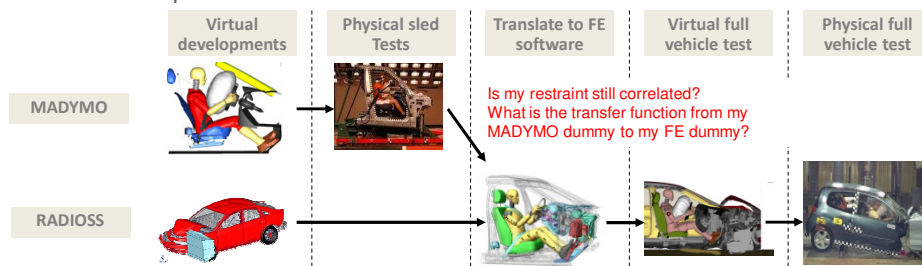 Virtual
developments
Physical sled
Tests
Translate to FE
software
Virtual full
vehicle test
Physical full
vehicle test
MADYMO
Is my restraint still correlated?
What is the transfer function from my
MADYMO dummy to my FE dummy?
RADIOSS